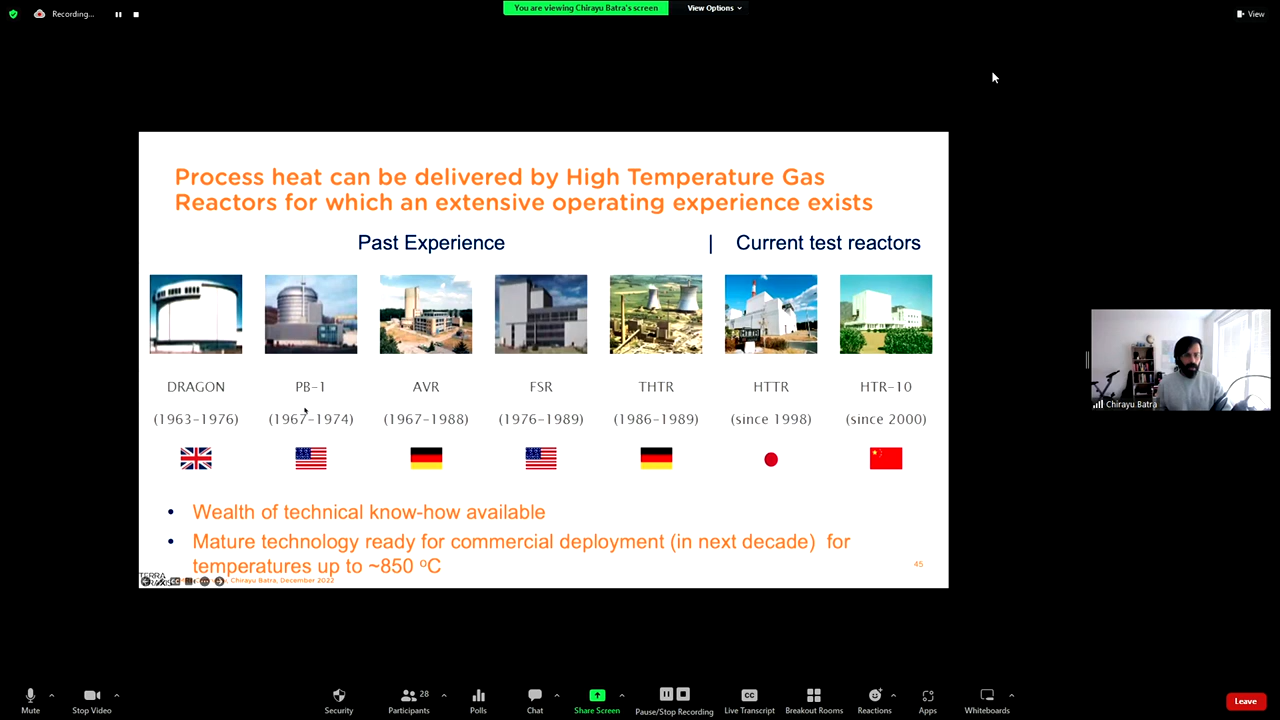 Recording...
You are viewing Chirayu Batra's screen
View Options
View
Process heat can be delivered by High Temperature Gas
Reactors for which an extensive operating experience exists
Past Experience | Current test reactors
DRAGON PB-1 AVR FSR THTR HTTR HTR-10
(1963-1976) (1967-1974) (1967-1988) (1976-1989) (1986-1989) (since 1998) (since 2000)
• Wealth of technical know-how available
• Mature technology ready for commercial deployment (in next decade) for
temperatures up to ~850 ºC
TERRA
Chirayu Batra, December 2022
45
Chirayu Batra
Mute
Stop Video
Security
28
Participants
Polls
Chat
Share Screen
Pause/Stop Recording
CC
Live Transcript
Breakout Rooms
Reactions
Apps
Whiteboards
Leave